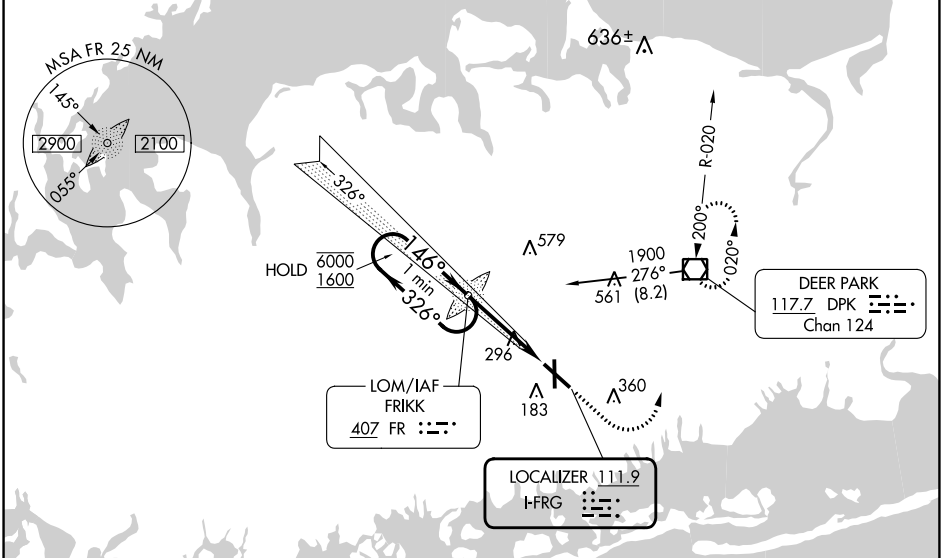 MSA FR 25 NM
145°
2900
2100
055°
636±
R-020
326°
200°
020°
HOLD
6000
1600
146°
1 min
326°
579
1900
276°
(8.2)
561
DEER PARK
117.7 DPK
Chan 124
296
LOM/IAF
FRIKK
407 FR
183
360
LOCALIZER 111.9
I-FRG